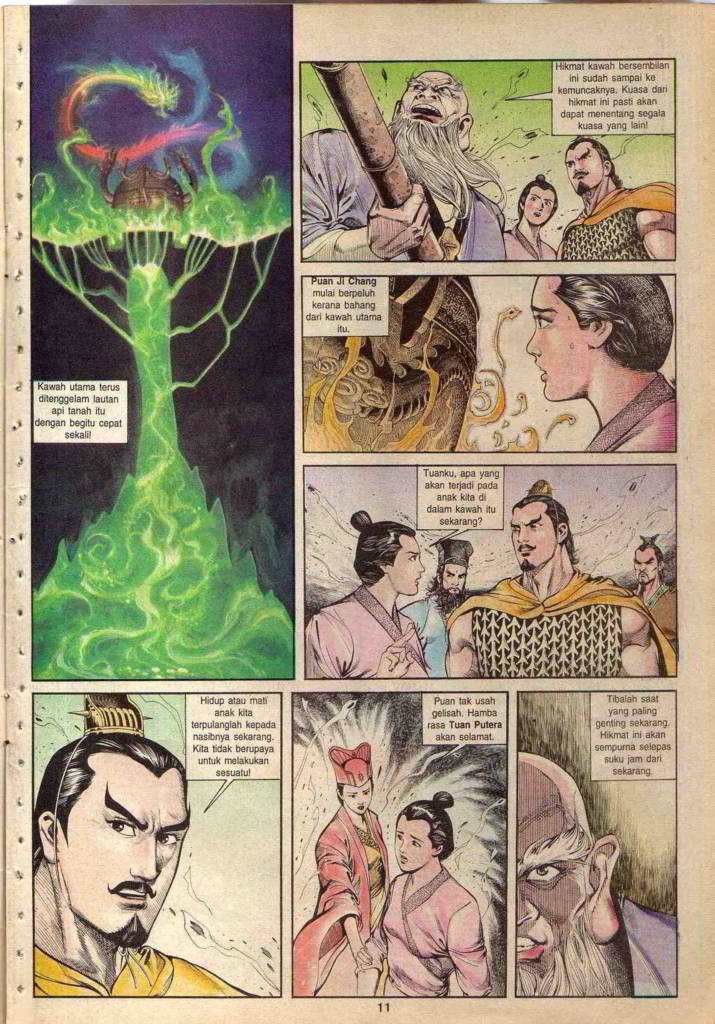 Kawah utama terus
ditenggelam lautan
api tanah itu
dengan begitu cepat
sekali!
Hikmat kawah bersembilan
ini sudah sampai ke
kemuncaknya. Kuasa dari
hikmat ini pasti akan
dapat menentang segala
kuasa yang lain!
Puan Ji Chang
mulai berpeluh
kerana bahang
dari kawah utama
itu.
Tuanku, apa yang
akan terjadi pada
anak kita di
dalam kawah itu
sekarang?
Hidup atau mati
anak kita
terpulanglah kepada
nasibnya sekarang.
Kita tidak berupaya
untuk melakukan
sesuatu!
Puan tak usah
gelisah. Hamba
rasa Tuan Putera
akan selamat.
Tibalah saat
yang paling
genting sekarang.
Hikmat ini akan
sempurna selepas
suku jam dari
sekarang.
11